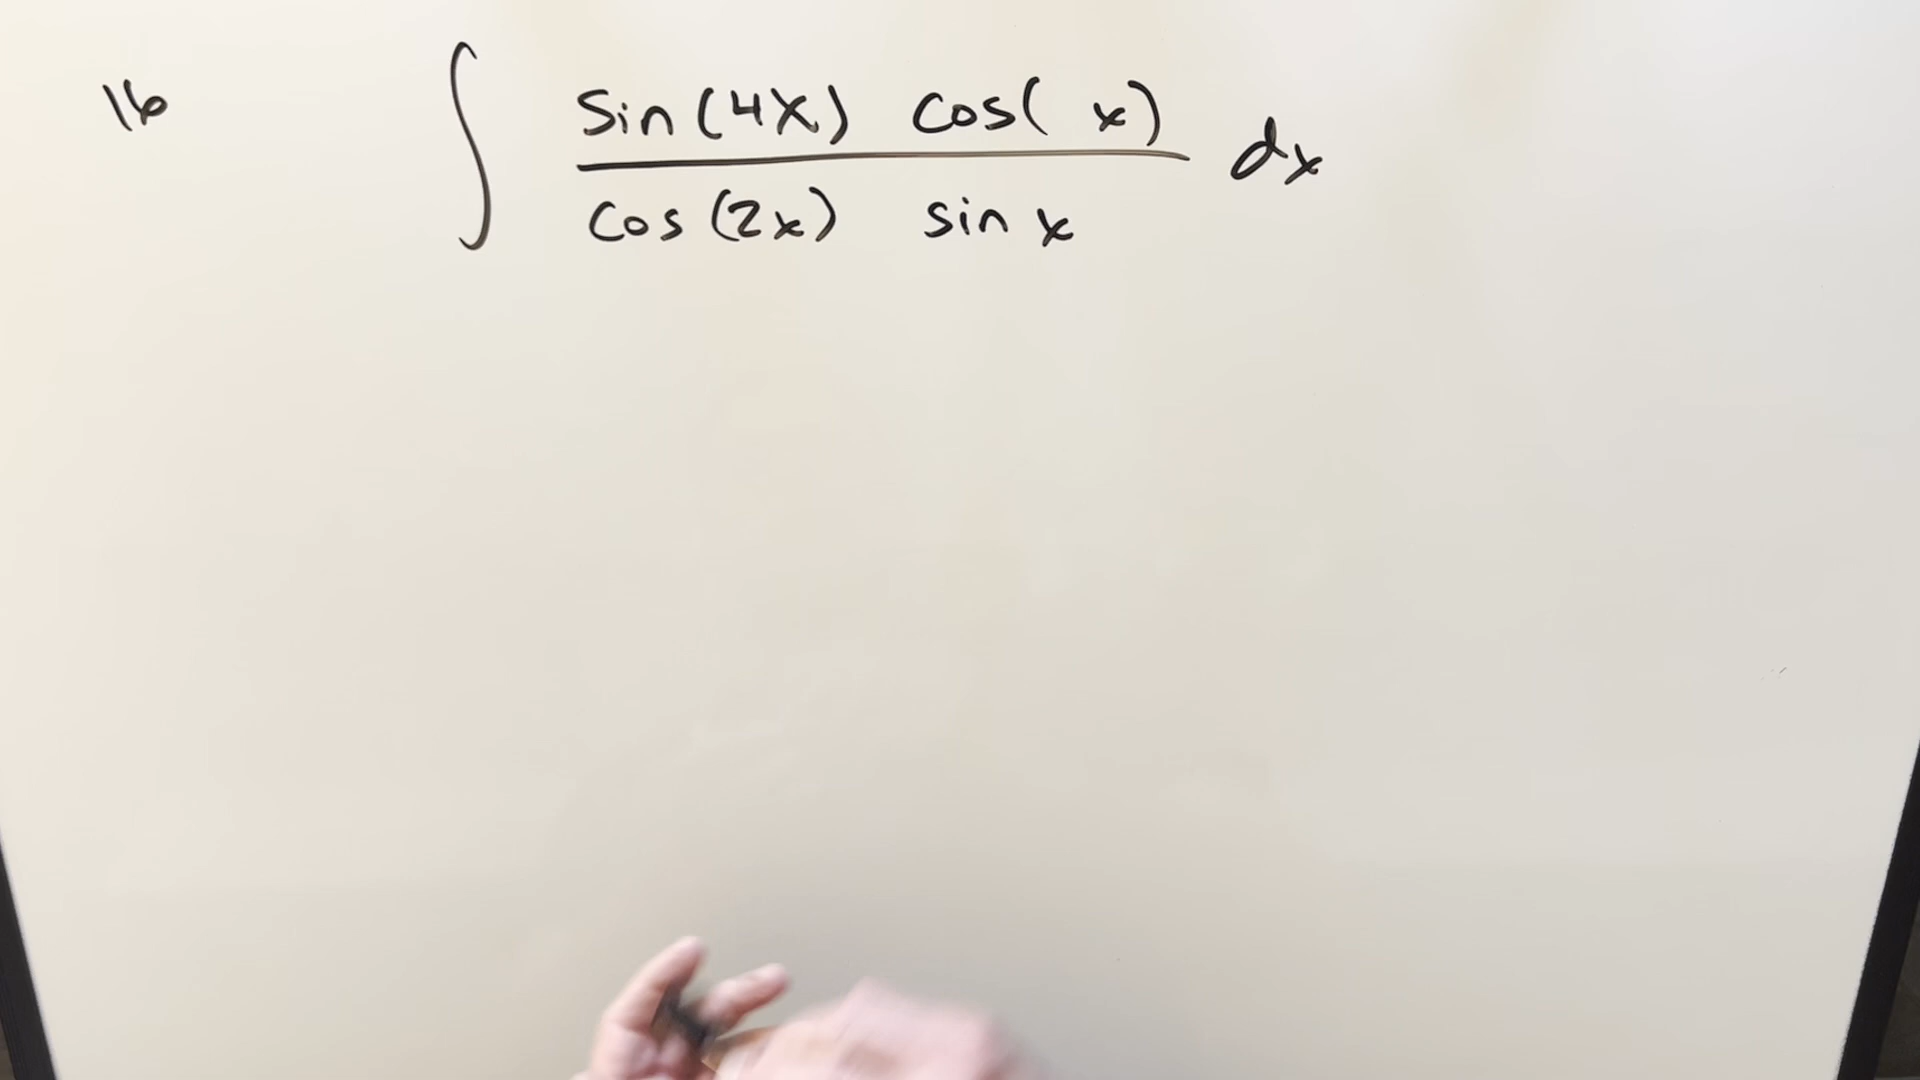 16 ∫ sin(4x) cos( x) / cos(2x) sin x dx